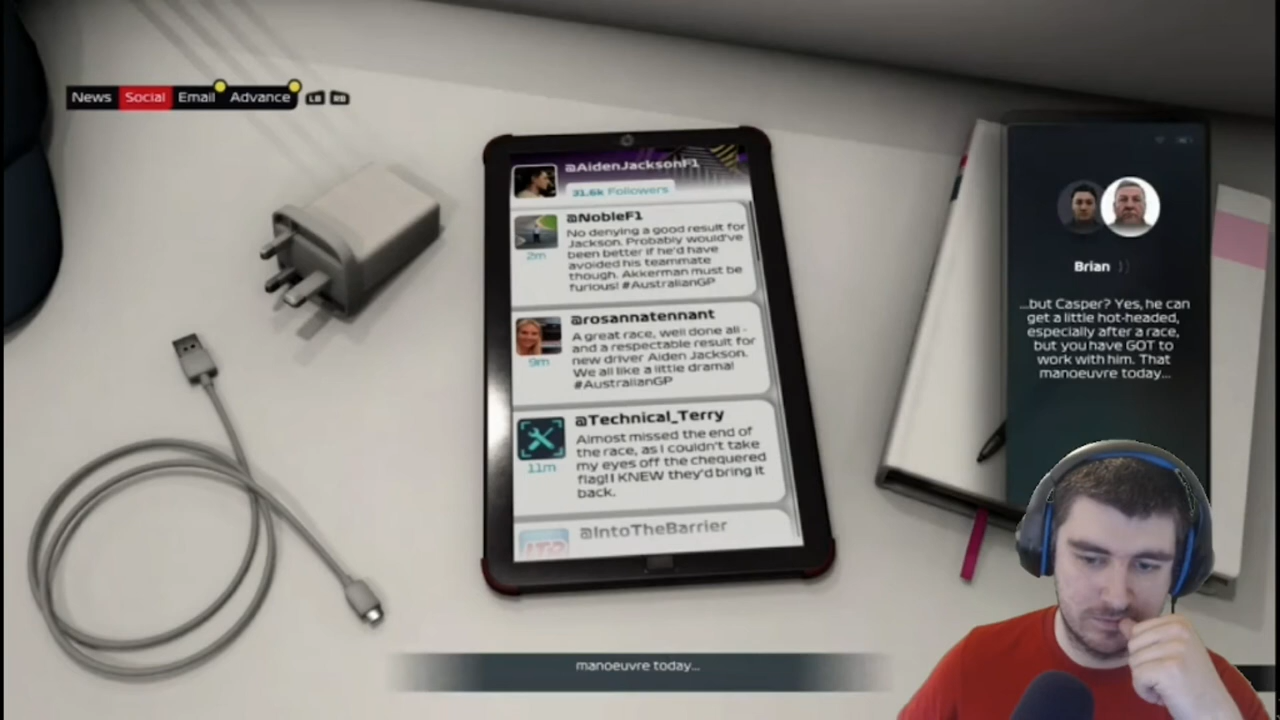 News Social Email Advance LB RB
@AidenJacksonF1
31.6k Followers
@NobleF1
2m
No denying a good result for
Jackson. Probably would've
been better if he'd have
avoided his teammate
though. Akkerman must be
furious! #AustralianGP
@rosannatennant
9m
A great race, well done all -
and a respectable result for
new driver Aiden Jackson.
We all like a little drama!
#AustralianGP
@Technical_Terry
11m
Almost missed the end of
the race, as I couldn't take
my eyes off the chequered
flag! I KNEW they'd bring it
back.
@IntoTheBarrier
Brian
...but Casper? Yes, he can
get a little hot-headed,
especially after a race,
but you have GOT to
work with him. That
manoeuvre today...
manoeuvre today...